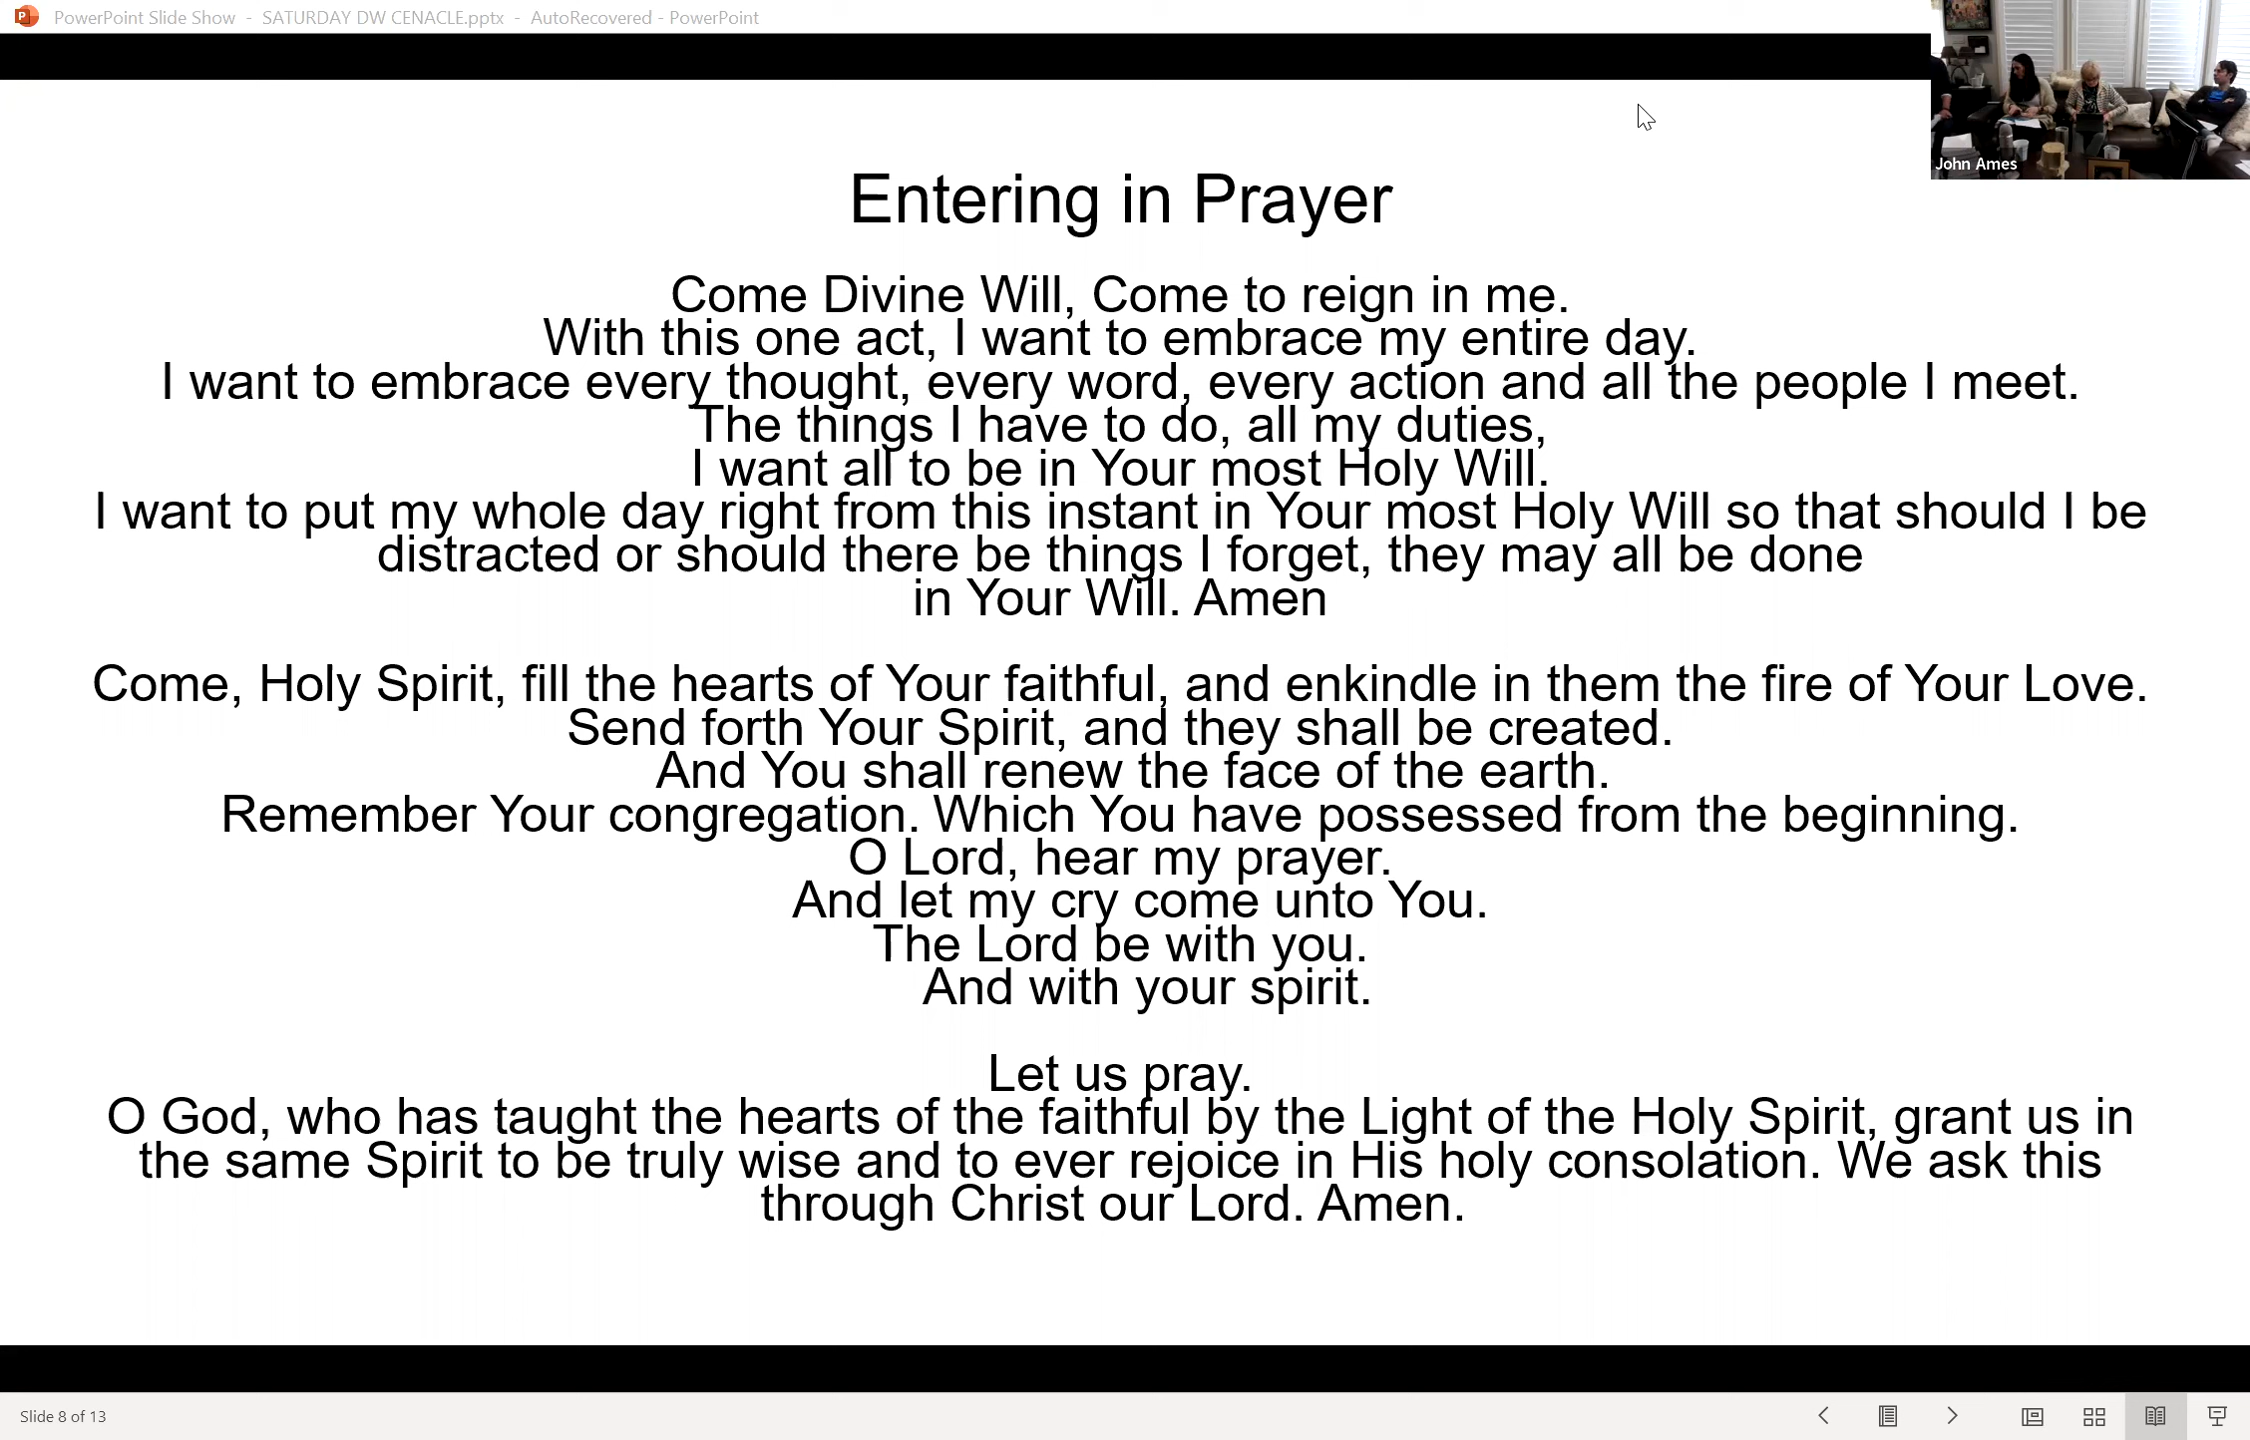 PowerPoint Slide Show - SATURDAY DW CENACLE.pptx - AutoRecovered - PowerPoint
John Ames
Entering in Prayer
Come Divine Will, Come to reign in me.
With this one act, I want to embrace my entire day.
I want to embrace every thought, every word, every action and all the people I meet.
The things I have to do, all my duties,
I want all to be in Your most Holy Will.
I want to put my whole day right from this instant in Your most Holy Will so that should I be
distracted or should there be things I forget, they may all be done
in Your Will. Amen
Come, Holy Spirit, fill the hearts of Your faithful, and enkindle in them the fire of Your Love.
Send forth Your Spirit, and they shall be created.
And You shall renew the face of the earth.
Remember Your congregation. Which You have possessed from the beginning.
O Lord, hear my prayer.
And let my cry come unto You.
The Lord be with you.
And with your spirit.
Let us pray.
O God, who has taught the hearts of the faithful by the Light of the Holy Spirit, grant us in
the same Spirit to be truly wise and to ever rejoice in His holy consolation. We ask this
through Christ our Lord. Amen.
Slide 8 of 13